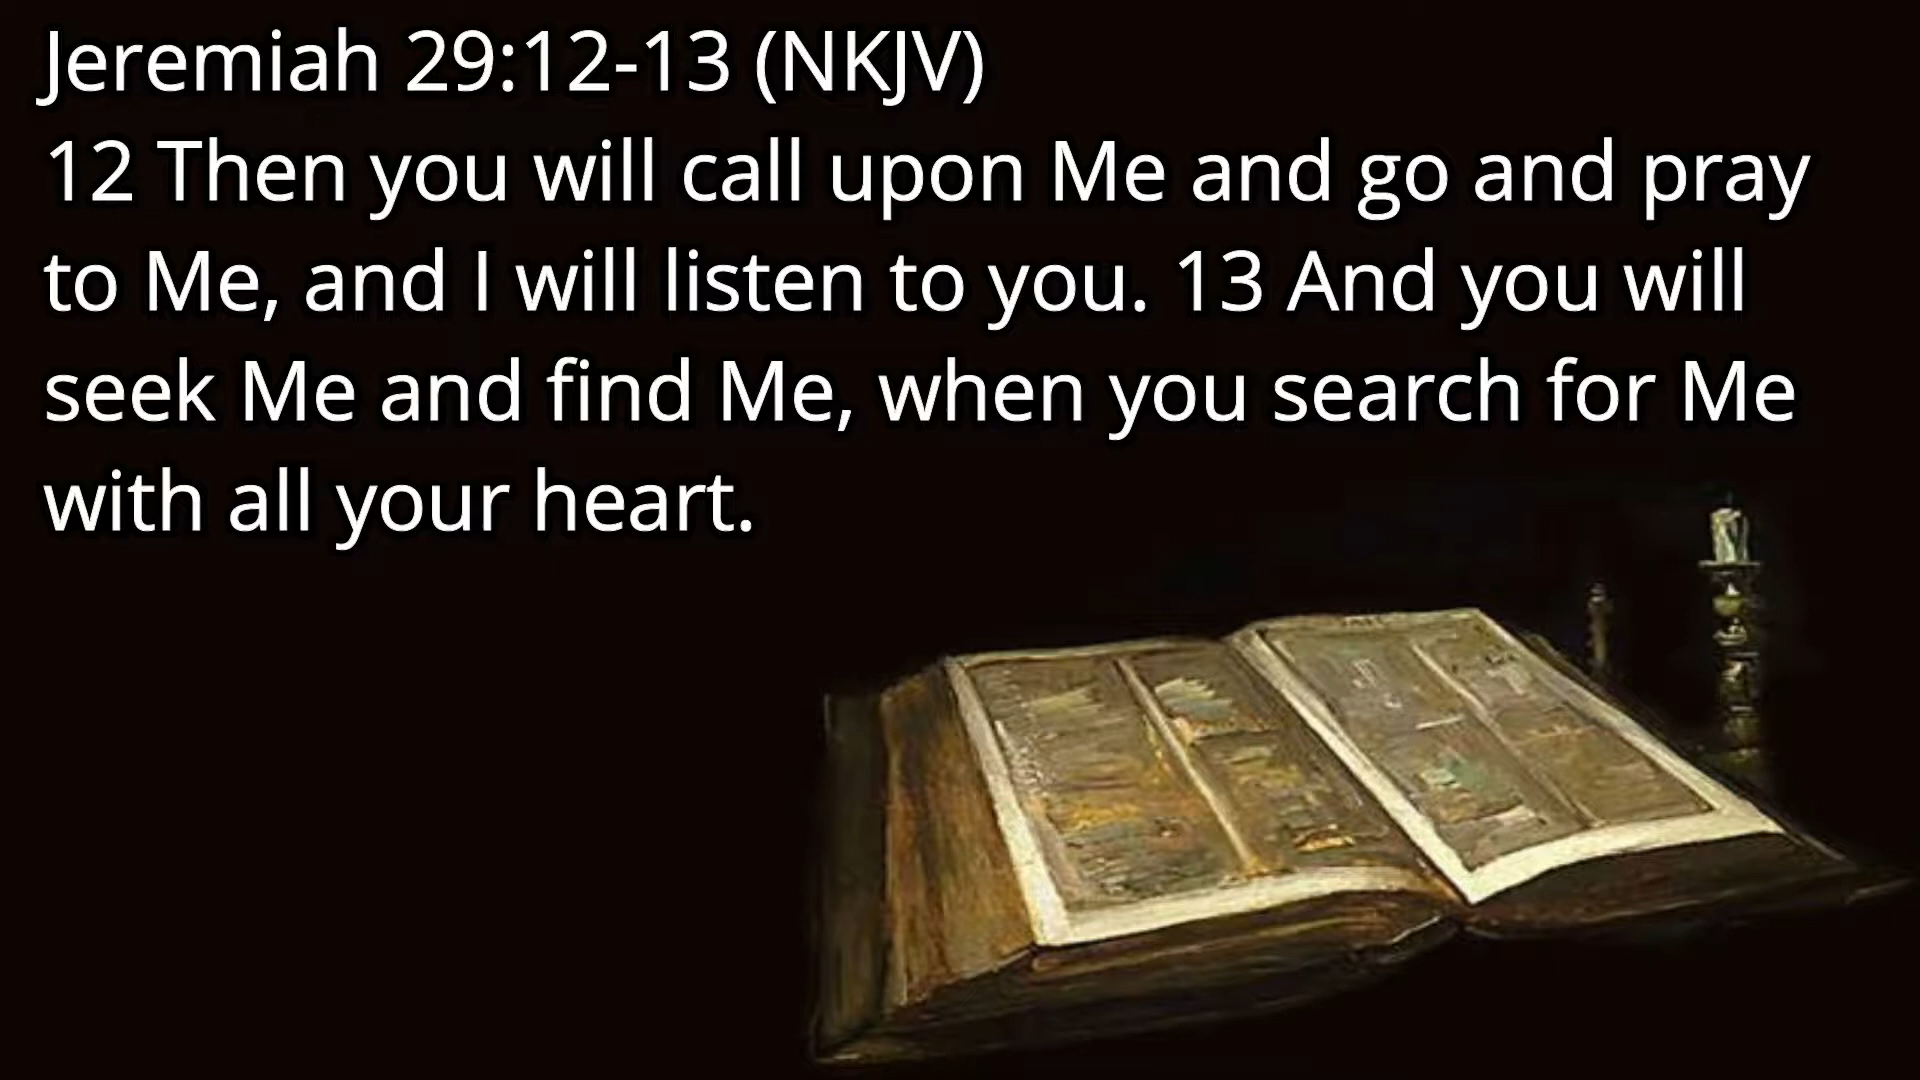 Jeremiah 29:12-13 (NKJV)
12 Then you will call upon Me and go and pray
to Me, and I will listen to you. 13 And you will
seek Me and find Me, when you search for Me
with all your heart.